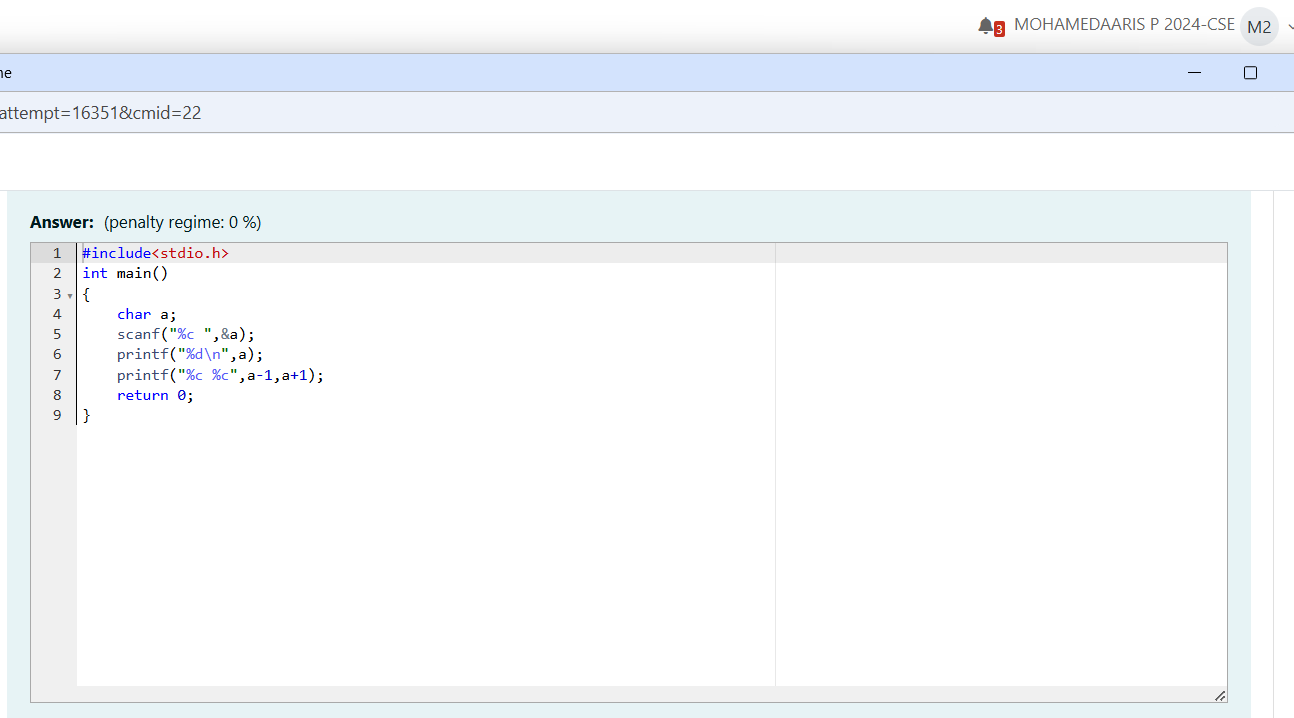 3 MOHAMEDAARIS P 2024-CSE M2
ne
attempt=16351&cmid=22
Answer: (penalty regime: 0 %)
1 #include<stdio.h>
2 int main()
3 {
4 char a;
5 scanf("%c ",&a);
6 printf("%d\n",a);
7 printf("%c %c",a-1,a+1);
8 return 0;
9 }